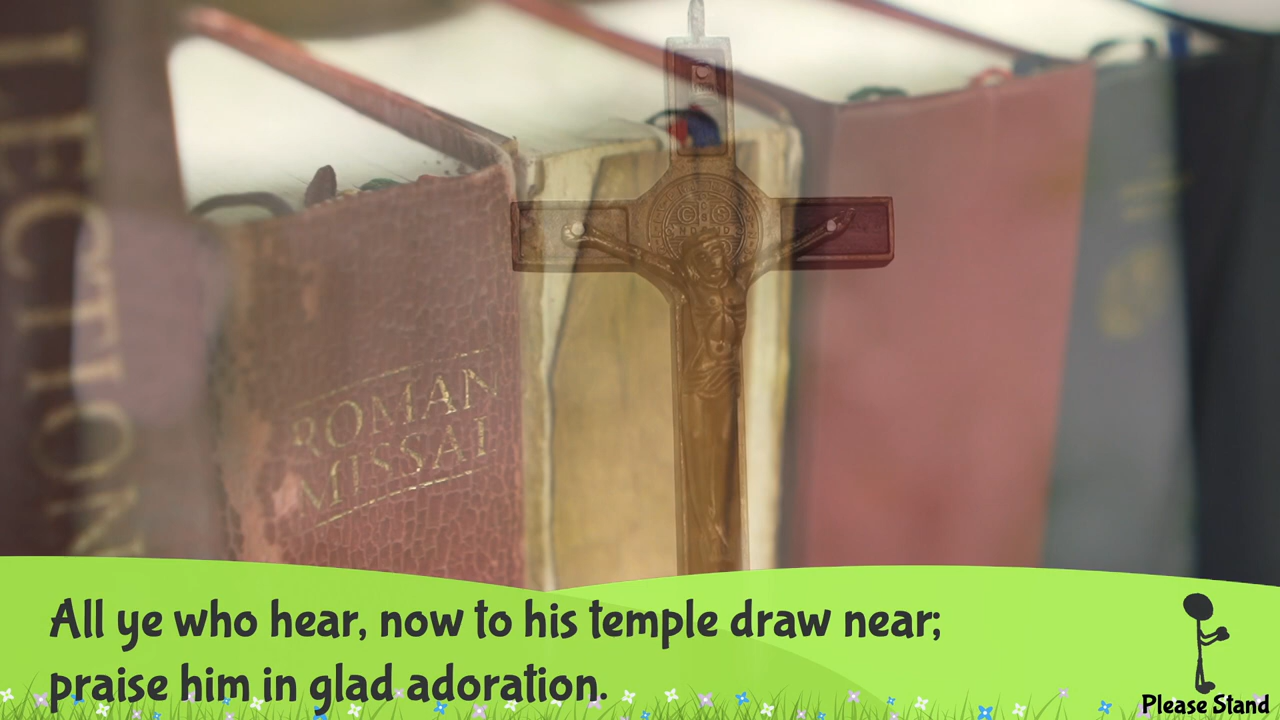 LECTION
ROMAN
MISSAL
All ye who hear, now to his temple draw near;
praise him in glad adoration.
Please Stand